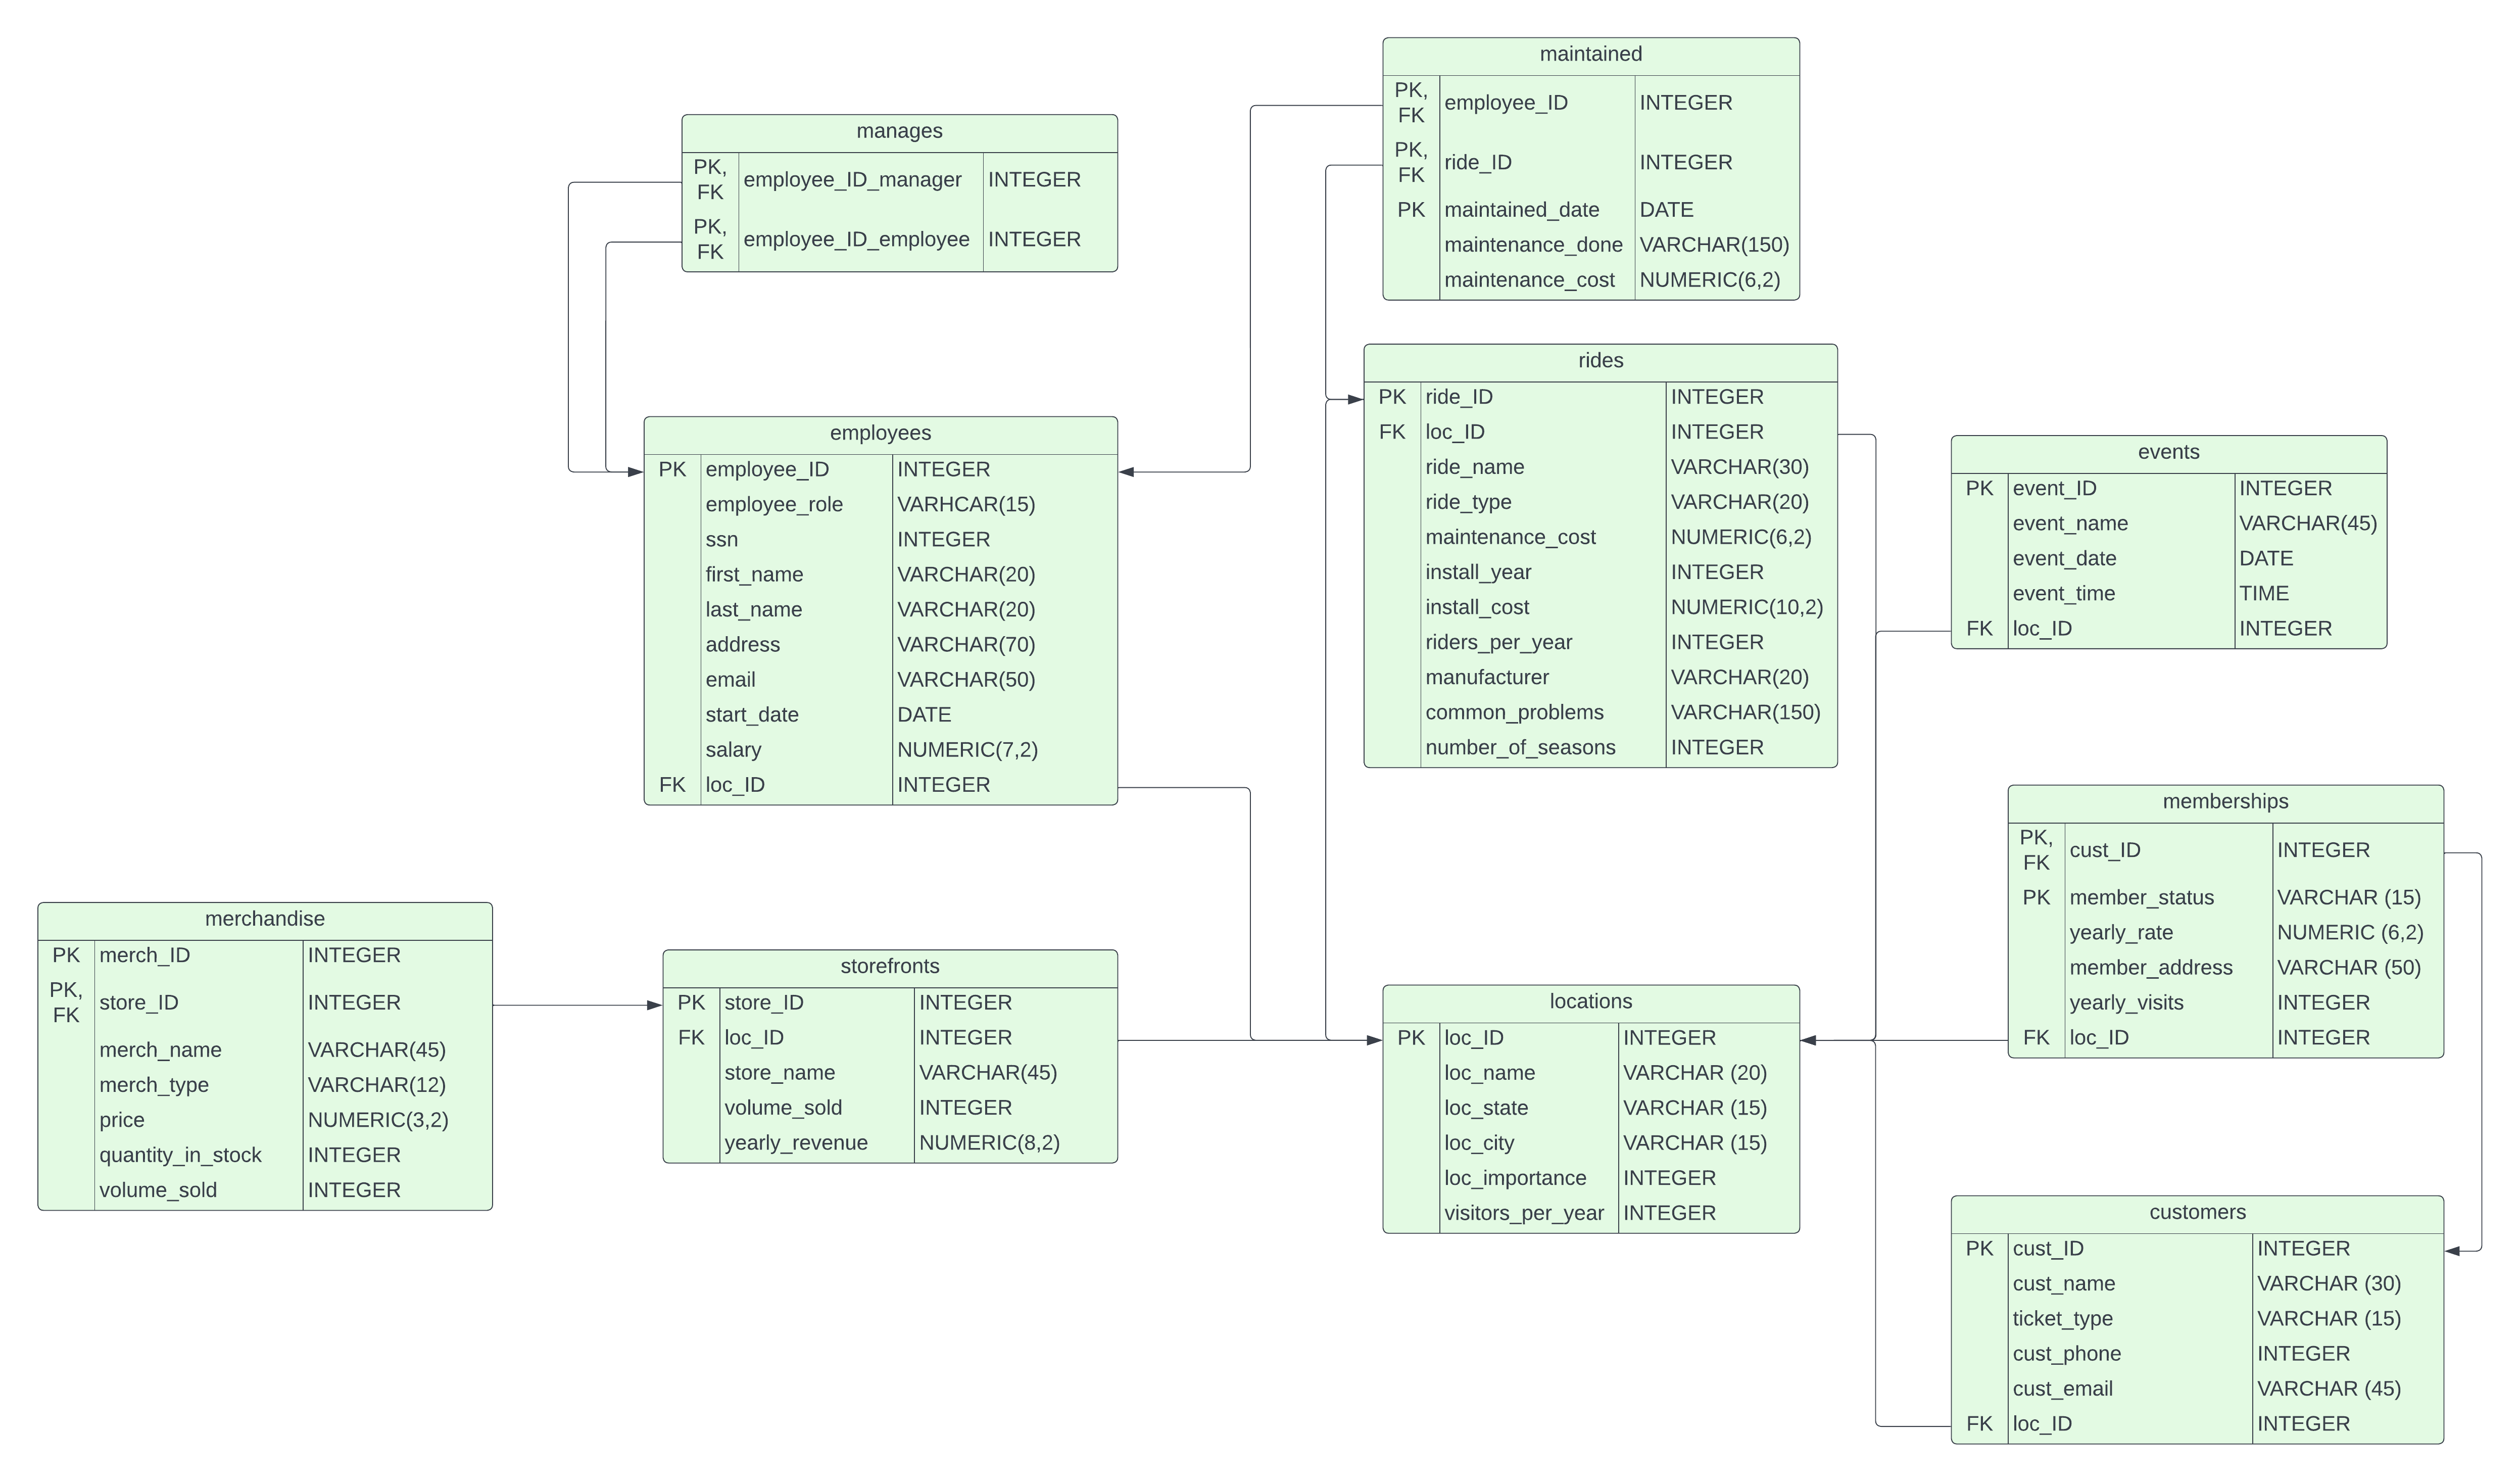 maintained
PK, FK employee_ID INTEGER
PK, FK ride_ID INTEGER
PK maintained_date DATE
maintenance_done VARCHAR(150)
maintenance_cost NUMERIC(6,2)
manages
PK, FK employee_ID_manager INTEGER
PK, FK employee_ID_employee INTEGER
rides
PK ride_ID INTEGER
FK loc_ID INTEGER
ride_name VARCHAR(30)
ride_type VARCHAR(20)
maintenance_cost NUMERIC(6,2)
install_year INTEGER
install_cost NUMERIC(10,2)
riders_per_year INTEGER
manufacturer VARCHAR(20)
common_problems VARCHAR(150)
number_of_seasons INTEGER
employees
PK employee_ID INTEGER
employee_role VARHCAR(15)
ssn INTEGER
first_name VARCHAR(20)
last_name VARCHAR(20)
address VARCHAR(70)
email VARCHAR(50)
start_date DATE
salary NUMERIC(7,2)
FK loc_ID INTEGER
events
PK event_ID INTEGER
event_name VARCHAR(45)
event_date DATE
event_time TIME
FK loc_ID INTEGER
memberships
PK, FK cust_ID INTEGER
PK member_status VARCHAR (15)
yearly_rate NUMERIC (6,2)
member_address VARCHAR (50)
yearly_visits INTEGER
FK loc_ID INTEGER
merchandise
PK merch_ID INTEGER
PK, FK store_ID INTEGER
merch_name VARCHAR(45)
merch_type VARCHAR(12)
price NUMERIC(3,2)
quantity_in_stock INTEGER
volume_sold INTEGER
storefronts
PK store_ID INTEGER
FK loc_ID INTEGER
store_name VARCHAR(45)
volume_sold INTEGER
yearly_revenue NUMERIC(8,2)
locations
PK loc_ID INTEGER
loc_name VARCHAR (20)
loc_state VARCHAR (15)
loc_city VARCHAR (15)
loc_importance INTEGER
visitors_per_year INTEGER
customers
PK cust_ID INTEGER
cust_name VARCHAR (30)
ticket_type VARCHAR (15)
cust_phone INTEGER
cust_email VARCHAR (45)
FK loc_ID INTEGER